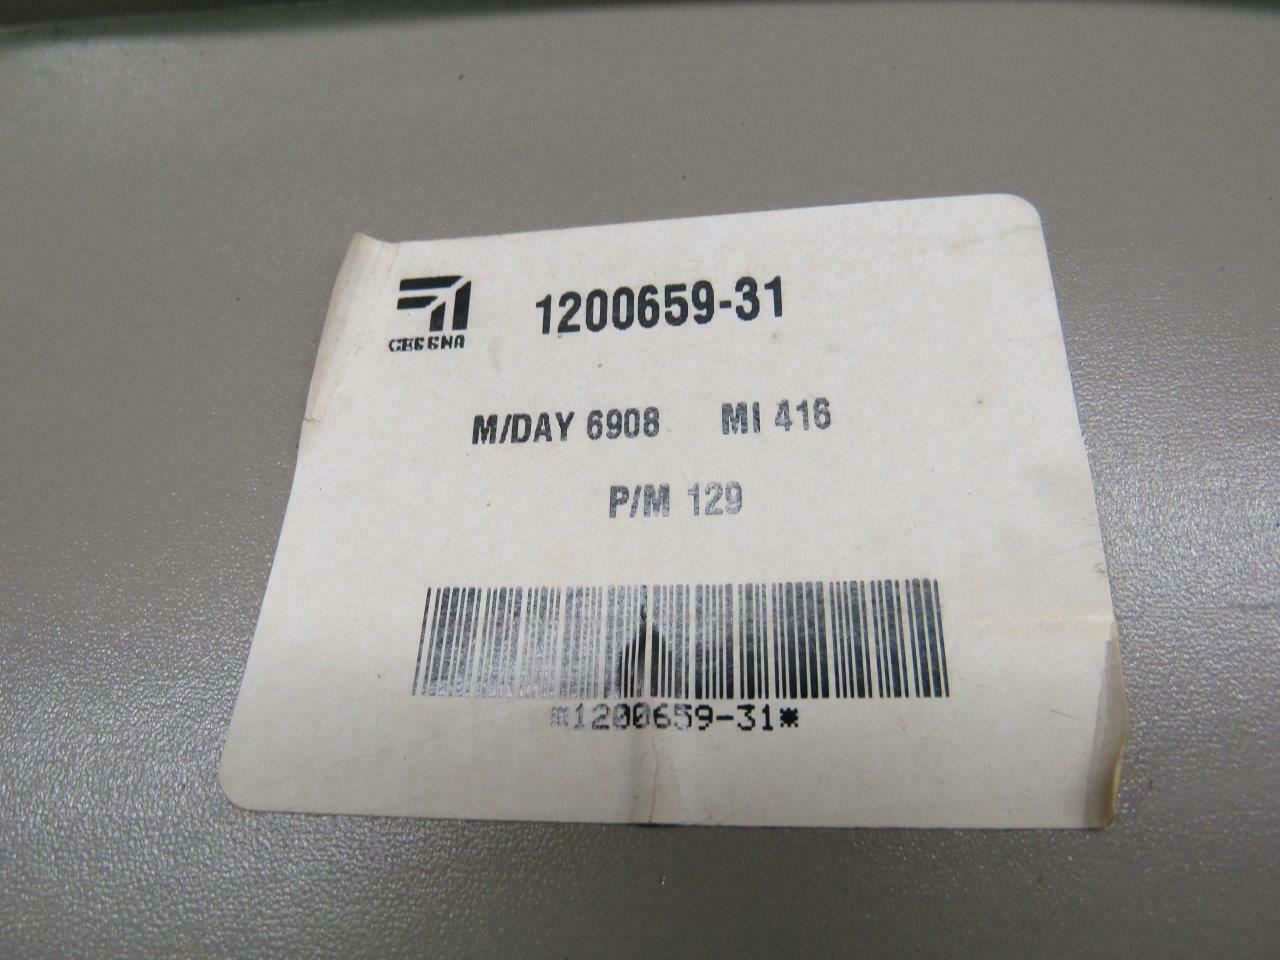 CESSNA
1200659-31
M/DAY 6908 MI 416
P/M 129
*1200659-31*